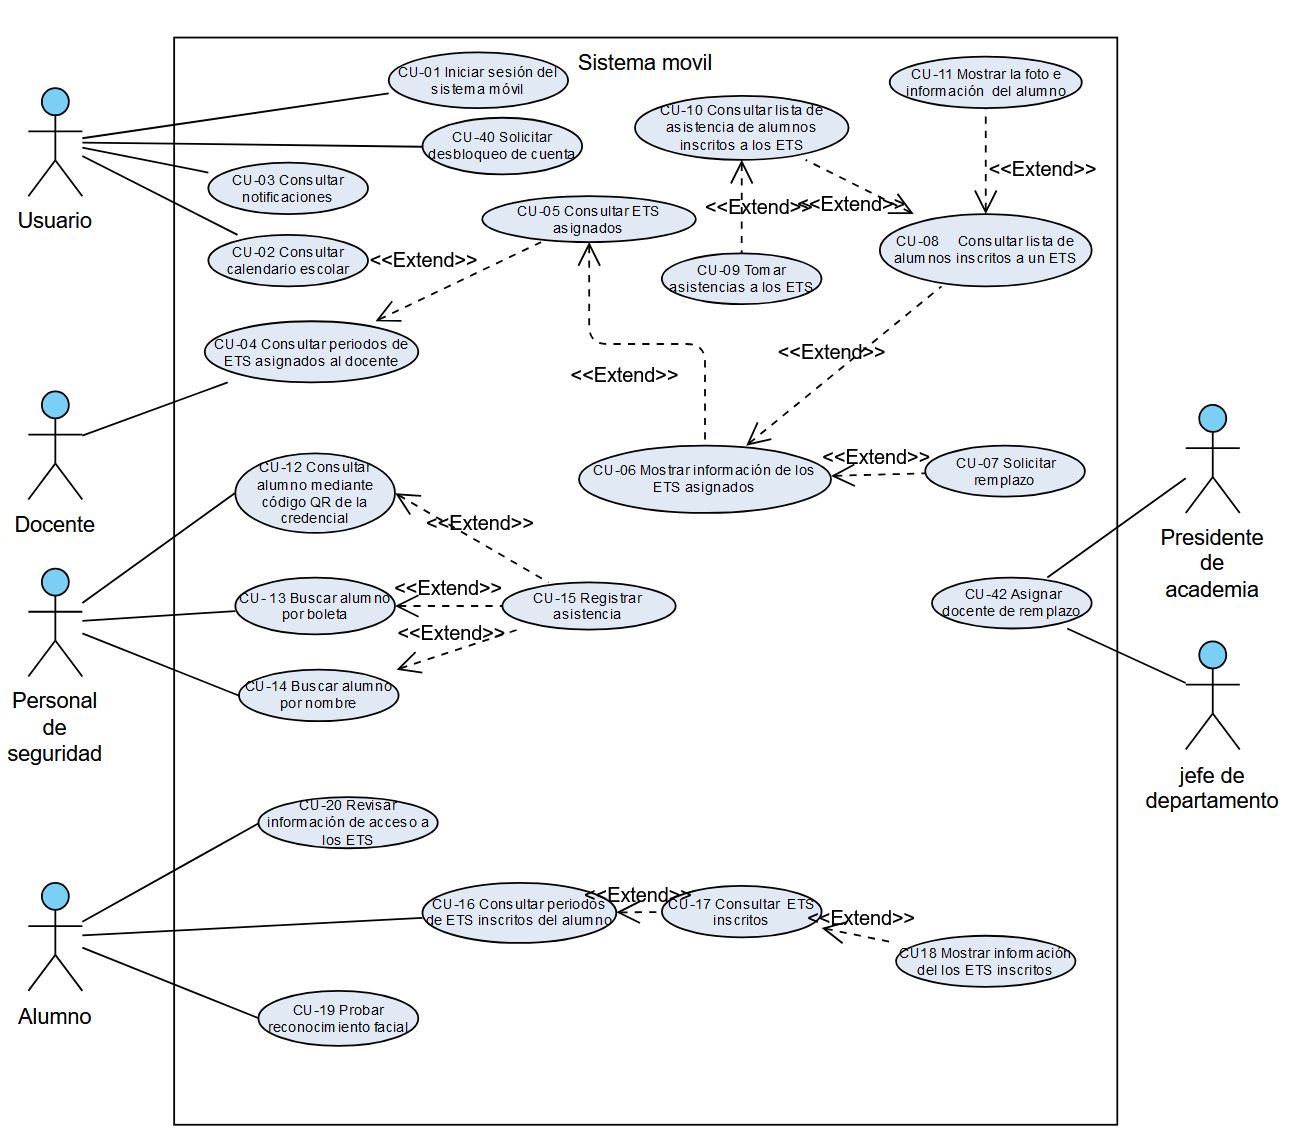 Sistema movil
CU-01 Iniciar sesión del
sistema móvil
CU-11 Mostrar la foto e
información del alumno
CU-10 Consultar lista de
asistencia de alumnos
inscritos a los ETS
CU-40 Solicitar
desbloqueo de cuenta
<<Extend>>
CU-03 Consultar
notificaciones
Usuario
CU-05 Consultar ETS
asignados
<<Extend>>
<<Extend>>
CU-02 Consultar
calendario escolar
<<Extend>>
CU-08 Consultar lista de
alumnos inscritos a un ETS
CU-09 Tomar
asistencias a los ETS
CU-04 Consultar periodos de
ETS asignados al docente
<<Extend>>
<<Extend>>
Docente
CU-12 Consultar
alumno mediante
código QR de la
credencial
<<Extend>>
CU-06 Mostrar información de los
ETS asignados
<<Extend>>
CU-07 Solicitar
remplazo
Presidente
de
academia
CU- 13 Buscar alumno
por boleta
<<Extend>>
CU-15 Registrar
asistencia
CU-42 Asignar
docente de remplazo
<<Extend>>
CU-14 Buscar alumno
por nombre
Personal
de
seguridad
jefe de
departamento
CU-20 Revisar
información de acceso a
los ETS
CU-16 Consultar periodos
de ETS inscritos del alumno
<<Extend>>
CU-17 Consultar ETS
inscritos
<<Extend>>
CU18 Mostrar información
del los ETS inscritos
Alumno
CU-19 Probar
reconocimiento facial